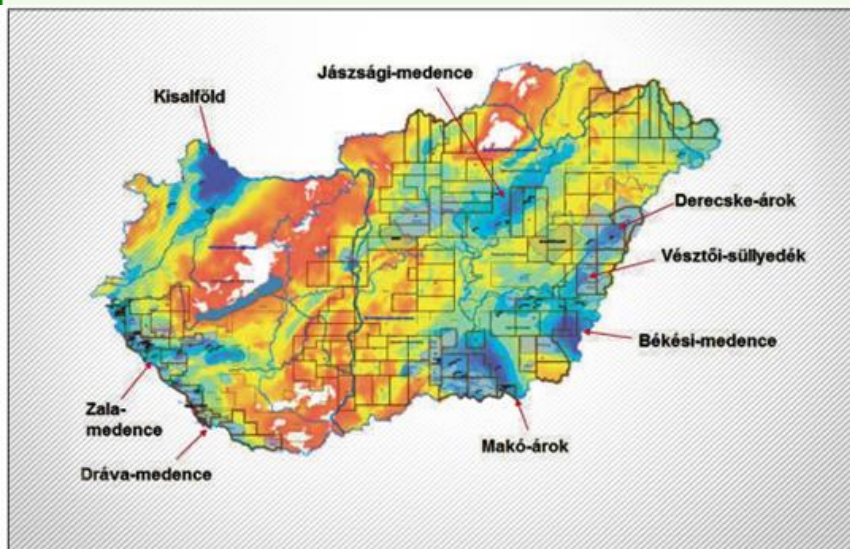 Jászsági-medence
Kisalföld
Derecske-árok
Vésztői-süllyedék
Békési-medence
Zala-
medence
Makó-árok
Dráva-medence